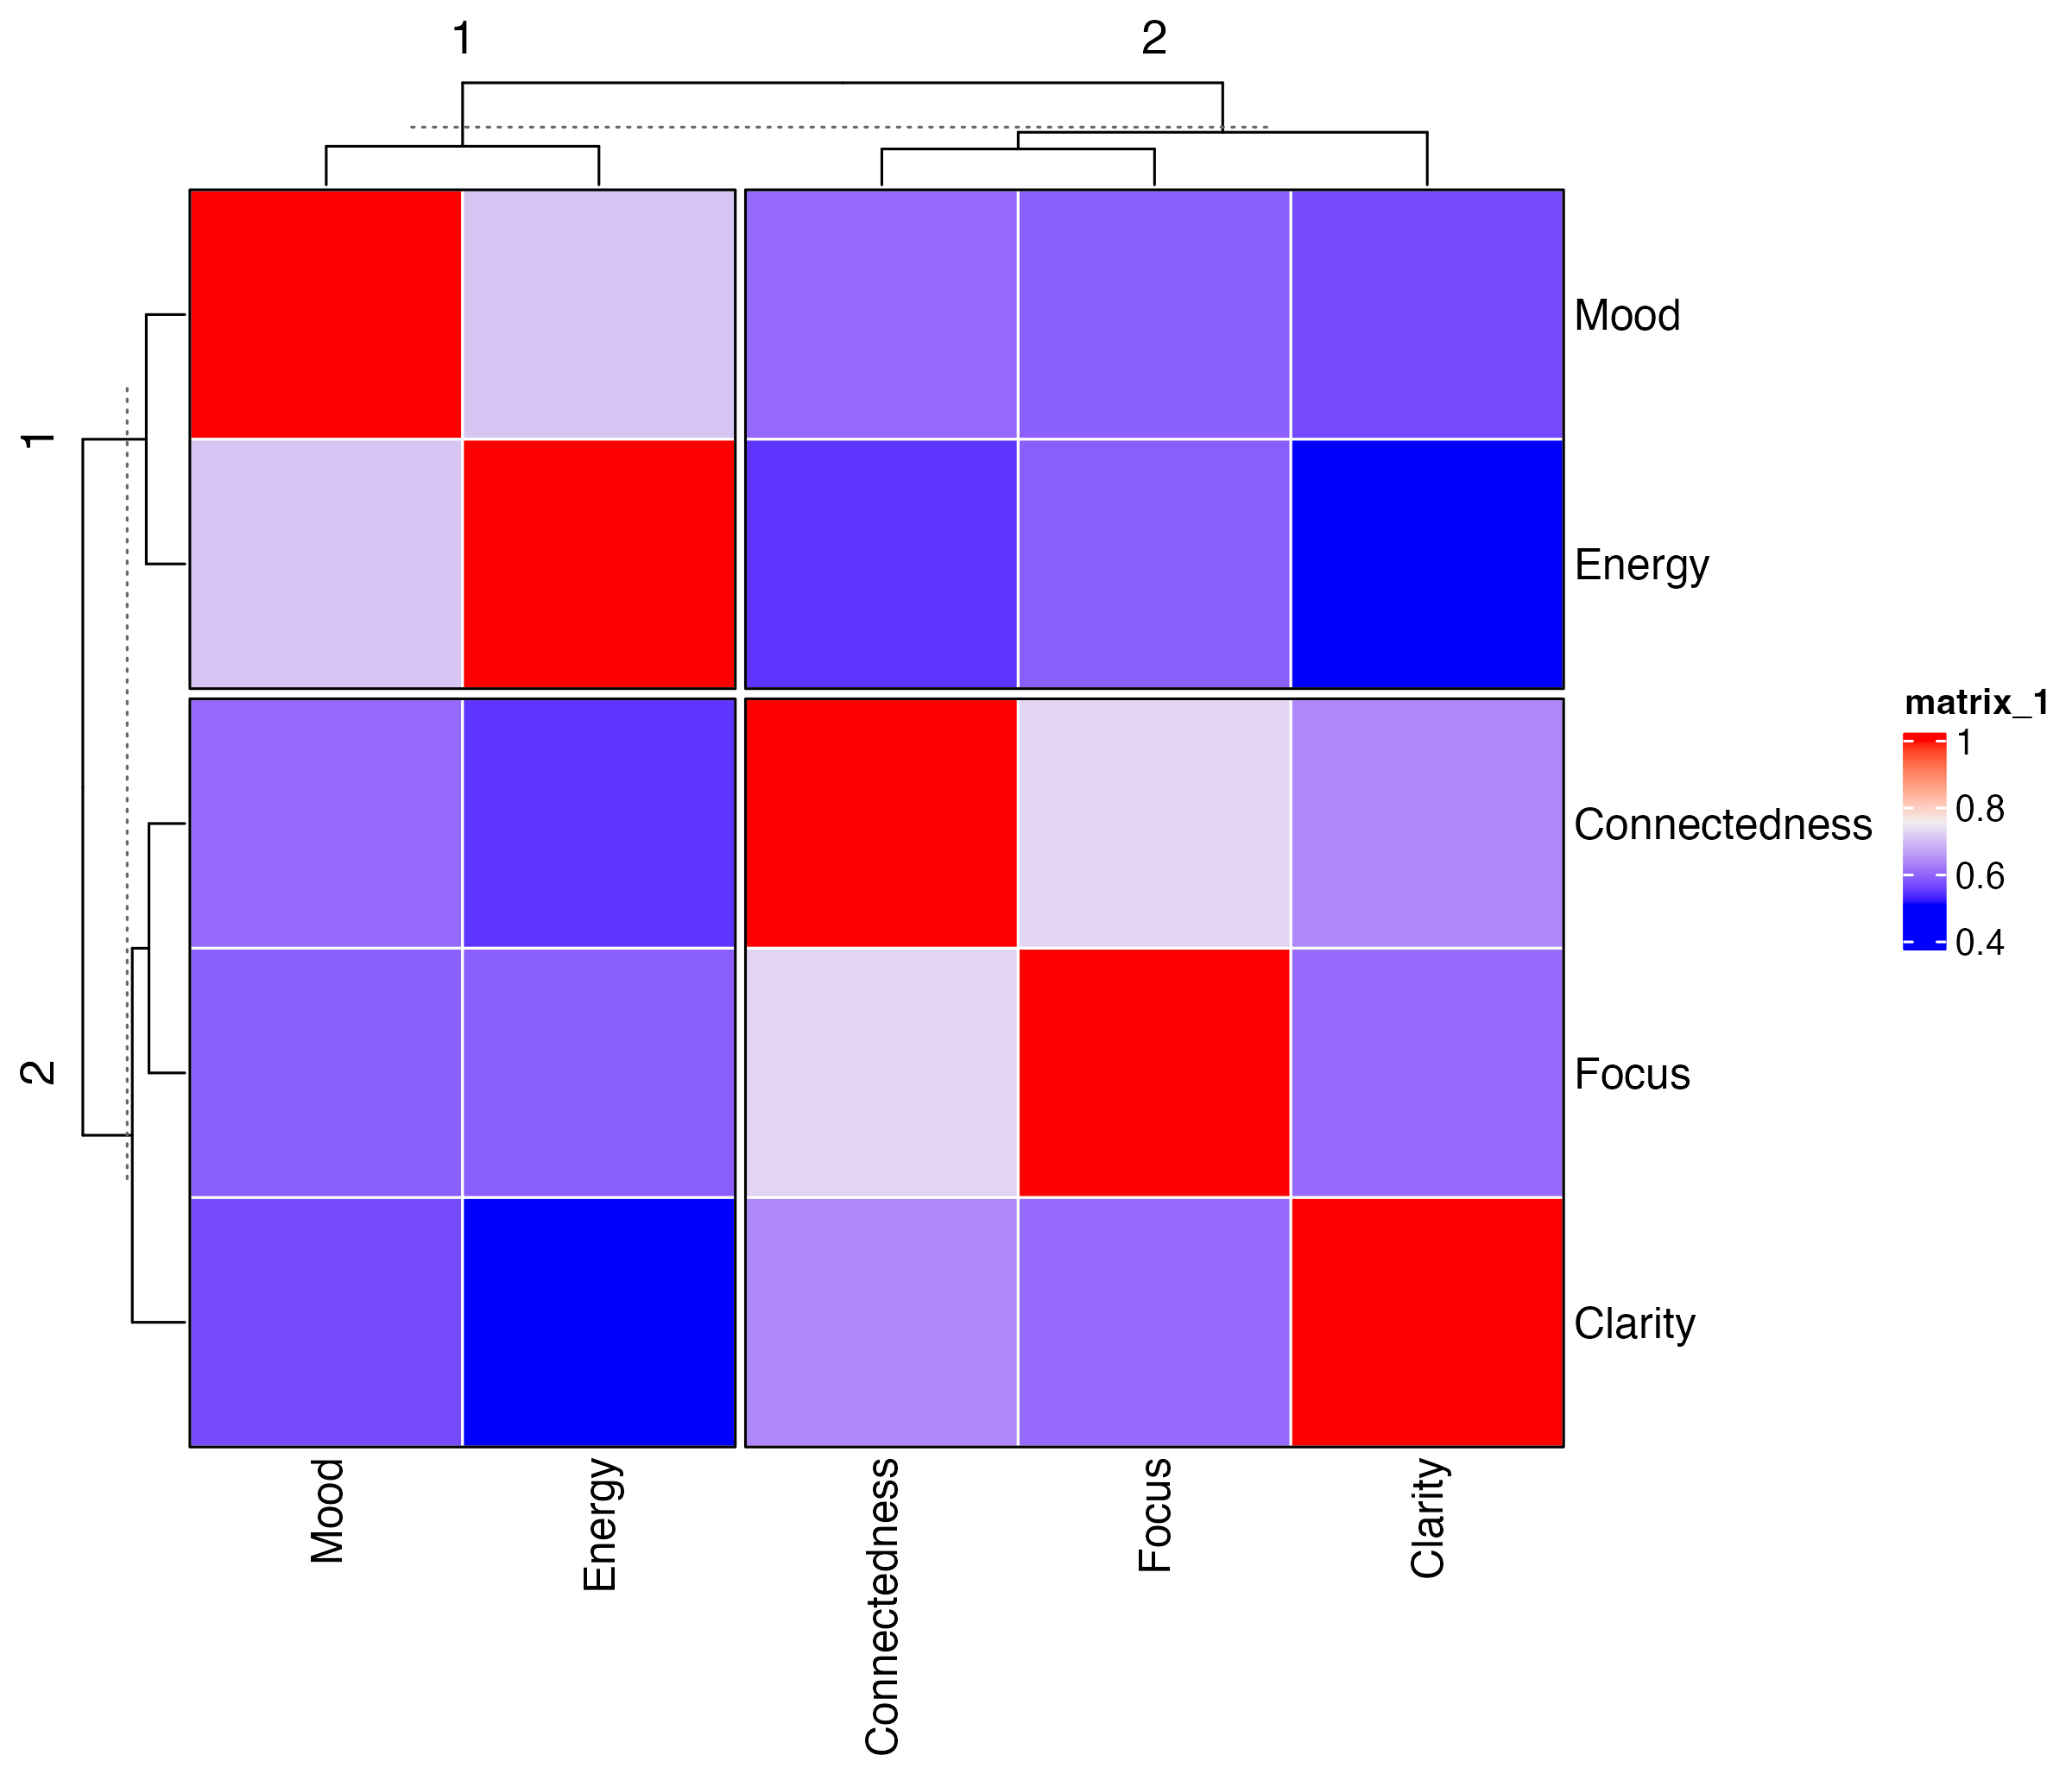 1
2
1
Mood
Energy
matrix_1
1
0.8
0.6
0.4
Connectedness
2
Focus
Clarity
Mood
Energy
Connectedness
Focus
Clarity